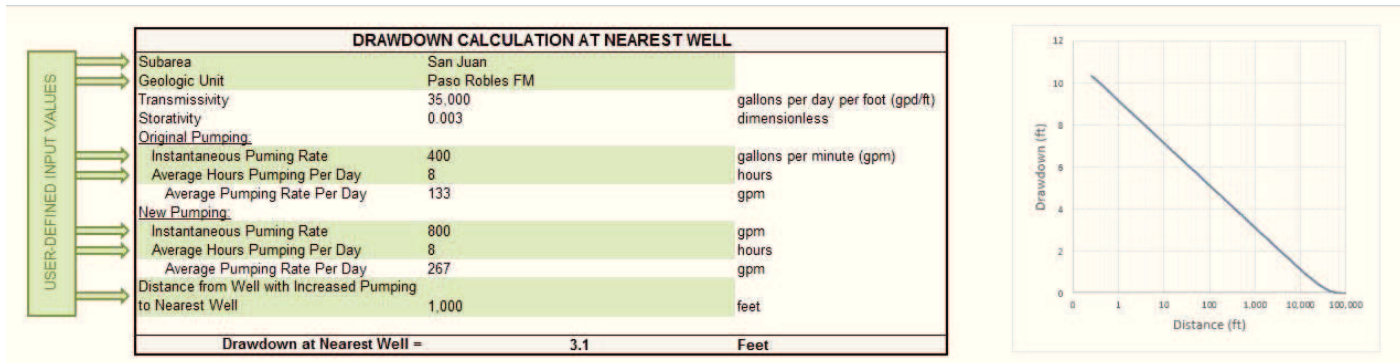 DRAWDOWN CALCULATION AT NEAREST WELL
USER-DEFINED INPUT VALUES
Subarea San Juan
Geologic Unit Paso Robles FM
Transmissivity 35,000 gallons per day per foot (gpd/ft)
Storativity 0.003 dimensionless
Original Pumping:
Instantaneous Puming Rate 400 gallons per minute (gpm)
Average Hours Pumping Per Day 8 hours
Average Pumping Rate Per Day 133 gpm
New Pumping:
Instantaneous Puming Rate 800 gpm
Average Hours Pumping Per Day 8 hours
Average Pumping Rate Per Day 267 gpm
Distance from Well with Increased Pumping
to Nearest Well 1,000 feet
Drawdown at Nearest Well = 3.1 Feet
Drawdown (ft)
12
10
8
6
4
2
0
0 1 10 100 1,000 10,000 100,000
Distance (ft)